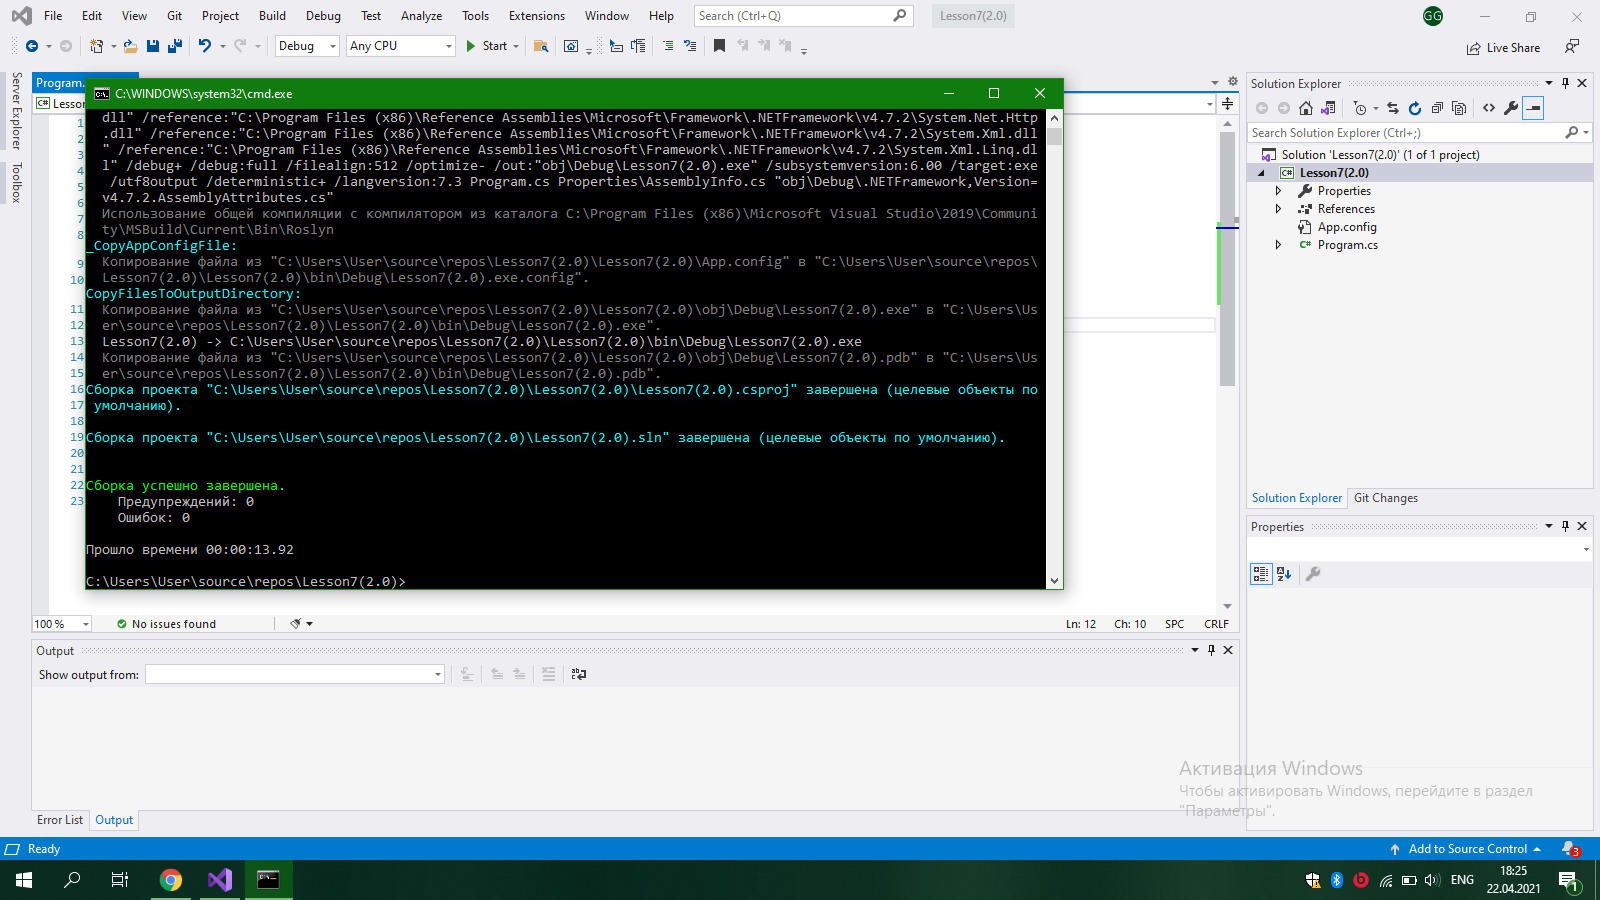 File Edit View Git Project Build Debug Test Analyze Tools Extensions Window Help Search (Ctrl+Q) Lesson7(2.0) GG
Debug Any CPU Start Live Share
Server Explorer
Toolbox
Program.
C# Lesson
1
2
3
4
5
6
7
8
9
10
11
12
13
14
15
16
17
18
19
20
21
22
23
C:\WINDOWS\system32\cmd.exe
dll" /reference:"C:\Program Files (x86)\Reference Assemblies\Microsoft\Framework\.NETFramework\v4.7.2\System.Net.Http
.dll" /reference:"C:\Program Files (x86)\Reference Assemblies\Microsoft\Framework\.NETFramework\v4.7.2\System.Xml.dll
" /reference:"C:\Program Files (x86)\Reference Assemblies\Microsoft\Framework\.NETFramework\v4.7.2\System.Xml.Linq.dl
l" /debug+ /debug:full /filealign:512 /optimize- /out:"obj\Debug\Lesson7(2.0).exe" /subsystemversion:6.00 /target:exe
/utf8output /deterministic+ /langversion:7.3 Program.cs Properties\AssemblyInfo.cs "obj\Debug\.NETFramework,Version=
v4.7.2.AssemblyAttributes.cs"
Использование общей компиляции с компилятором из каталога C:\Program Files (x86)\Microsoft Visual Studio\2019\Communi
ty\MSBuild\Current\Bin\Roslyn
_CopyAppConfigFile:
Копирование файла из "C:\Users\User\source\repos\Lesson7(2.0)\Lesson7(2.0)\App.config" в "C:\Users\User\source\repos\
Lesson7(2.0)\Lesson7(2.0)\bin\Debug\Lesson7(2.0).exe.config".
CopyFilesToOutputDirectory:
Копирование файла из "C:\Users\User\source\repos\Lesson7(2.0)\Lesson7(2.0)\obj\Debug\Lesson7(2.0).exe" в "C:\Users\Us
er\source\repos\Lesson7(2.0)\Lesson7(2.0)\bin\Debug\Lesson7(2.0).exe".
Lesson7(2.0) -> C:\Users\User\source\repos\Lesson7(2.0)\Lesson7(2.0)\bin\Debug\Lesson7(2.0).exe
Копирование файла из "C:\Users\User\source\repos\Lesson7(2.0)\Lesson7(2.0)\obj\Debug\Lesson7(2.0).pdb" в "C:\Users\Us
er\source\repos\Lesson7(2.0)\Lesson7(2.0)\bin\Debug\Lesson7(2.0).pdb".
Сборка проекта "C:\Users\User\source\repos\Lesson7(2.0)\Lesson7(2.0)\Lesson7(2.0).csproj" завершена (целевые объекты по
умолчанию).
Сборка проекта "C:\Users\User\source\repos\Lesson7(2.0)\Lesson7(2.0).sln" завершена (целевые объекты по умолчанию).
Сборка успешно завершена.
Предупреждений: 0
Ошибок: 0
Прошло времени 00:00:13.92
C:\Users\User\source\repos\Lesson7(2.0)>
100 % No issues found Ln: 12 Ch: 10 SPC CRLF
Output
Show output from:
Error List Output
Solution Explorer
Search Solution Explorer (Ctrl+;)
Solution 'Lesson7(2.0)' (1 of 1 project)
C# Lesson7(2.0)
Properties
References
App.config
C# Program.cs
Solution Explorer Git Changes
Properties
Активация Windows
Чтобы активировать Windows, перейдите в раздел
"Параметры".
Ready Add to Source Control 3
ENG 18:25
22.04.2021
1